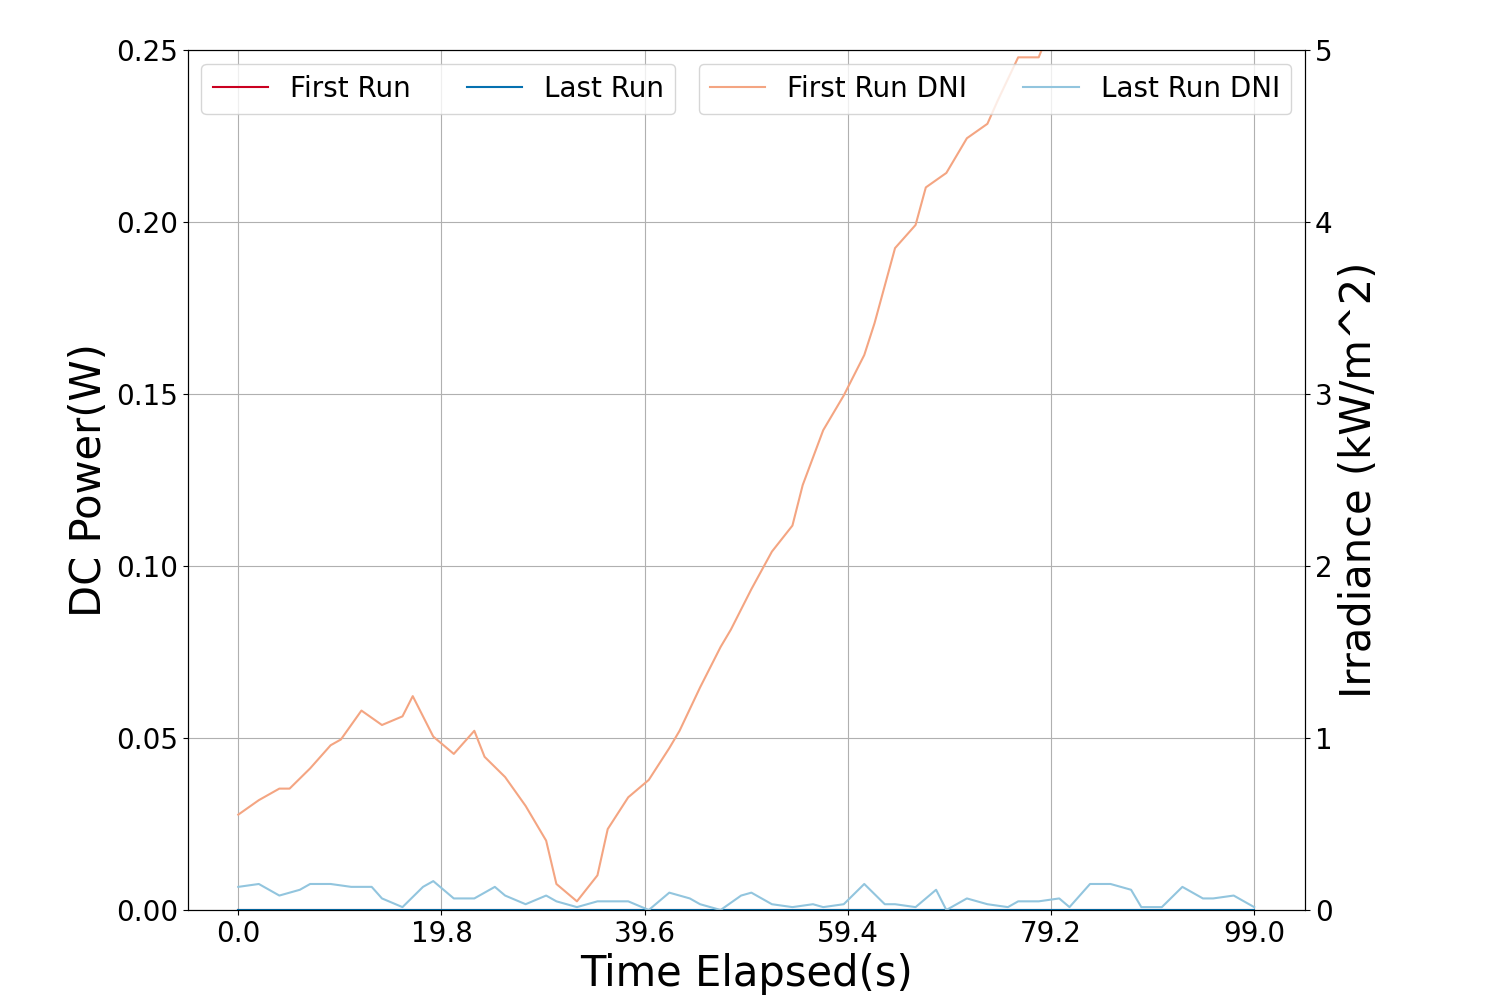 First Run
Last Run
First Run DNI
Last Run DNI
DC Power(W)
0.25
0.20
0.15
0.10
0.05
0.00
5
4
3
2
1
0
Irradiance (kW/m^2)
0.0
19.8
39.6
59.4
79.2
99.0
Time Elapsed(s)